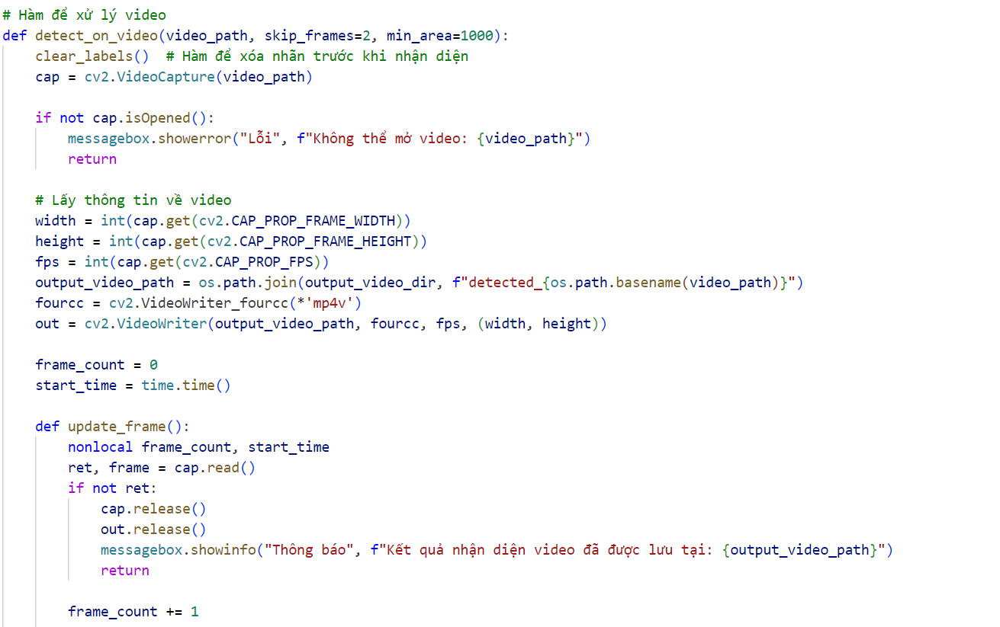 # Hàm để xử lý video
def detect_on_video(video_path, skip_frames=2, min_area=1000):
    clear_labels()  # Hàm để xóa nhãn trước khi nhận diện
    cap = cv2.VideoCapture(video_path)

    if not cap.isOpened():
        messagebox.showerror("Lỗi", f"Không thể mở video: {video_path}")
        return

    # Lấy thông tin về video
    width = int(cap.get(cv2.CAP_PROP_FRAME_WIDTH))
    height = int(cap.get(cv2.CAP_PROP_FRAME_HEIGHT))
    fps = int(cap.get(cv2.CAP_PROP_FPS))
    output_video_path = os.path.join(output_video_dir, f"detected_{os.path.basename(video_path)}")
    fourcc = cv2.VideoWriter_fourcc(*'mp4v')
    out = cv2.VideoWriter(output_video_path, fourcc, fps, (width, height))

    frame_count = 0
    start_time = time.time()

    def update_frame():
        nonlocal frame_count, start_time
        ret, frame = cap.read()
        if not ret:
            cap.release()
            out.release()
            messagebox.showinfo("Thông báo", f"Kết quả nhận diện video đã được lưu tại: {output_video_path}")
            return

        frame_count += 1